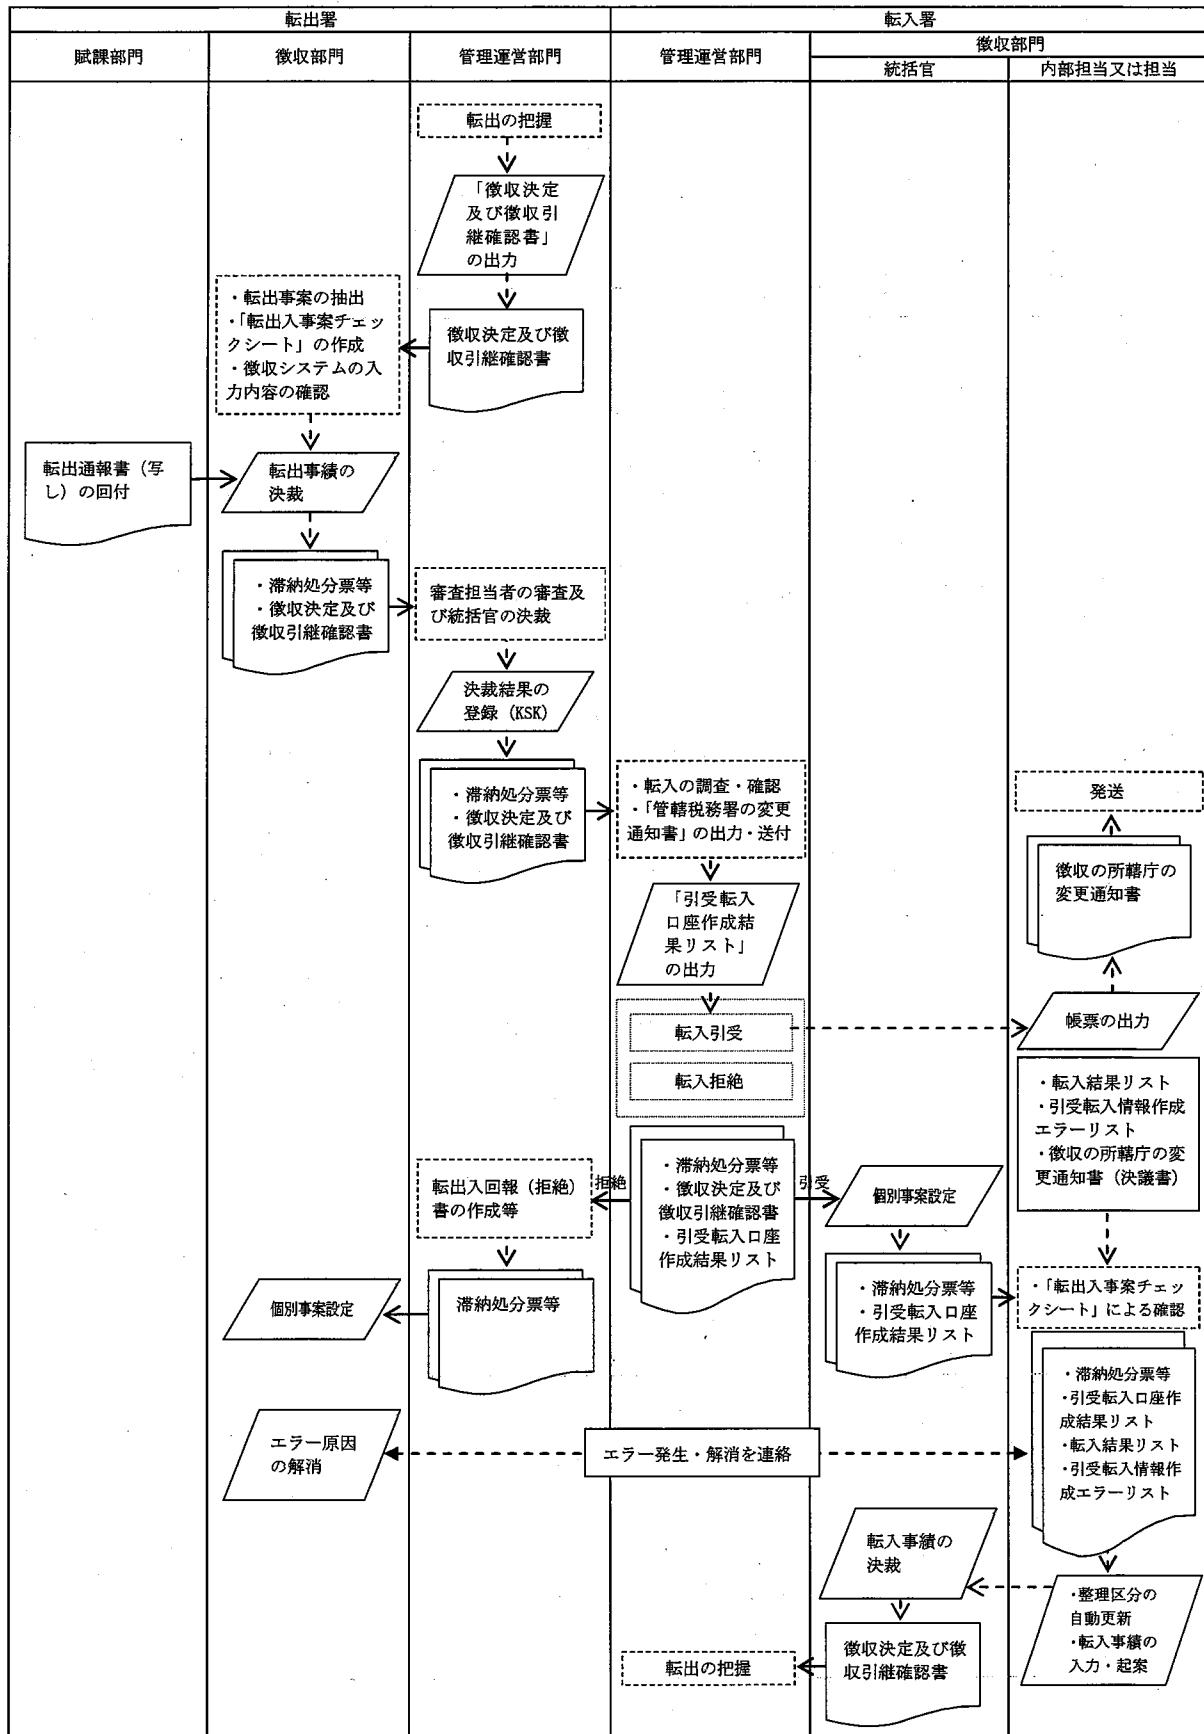 転出署
転入署
賦課部門
徴収部門
管理運営部門
管理運営部門
徴収部門
統括官
内部担当又は担当
転出の把握
「徴収決定
及び徴収引
継確認書」
の出力
・転出事案の抽出
・「転出入事案チェッ
クシート」の作成
・徴収システムの入
力内容の確認
徴収決定及び徴
収引継確認書
転出通報書（写
し）の回付
転出事績の
決裁
・滞納処分票等
・徴収決定及び
徴収引継確認書
審査担当者の審査及
び統括官の決裁
決裁結果の
登録（KSK）
・滞納処分票等
・徴収決定及び
徴収引継確認書
・転入の調査・確認
・「管轄税務署の変更
通知書」の出力・送付
発送
徴収の所轄庁の
変更通知書
「引受転入
口座作成結
果リスト」
の出力
転入引受
転入拒絶
帳票の出力
・転入結果リスト
・引受転入情報作成
エラーリスト
・徴収の所轄庁の変
更通知書（決議書）
転出入回報（拒絶）
書の作成等
拒絶
・滞納処分票等
・徴収決定及び
徴収引継確認書
・引受転入口座
作成結果リスト
引受
個別事案設定
個別事案設定
滞納処分票等
・滞納処分票等
・引受転入口座
作成結果リスト
・「転出入事案チェッ
クシート」による確認
・滞納処分票等
・引受転入口座作
成結果リスト
・転入結果リスト
・引受転入情報作
成エラーリスト
エラー原因
の解消
エラー発生・解消を連絡
転入事績の
決裁
・整理区分の
自動更新
・転入事績の
入力・起案
転出の把握
徴収決定及び徴
収引継確認書